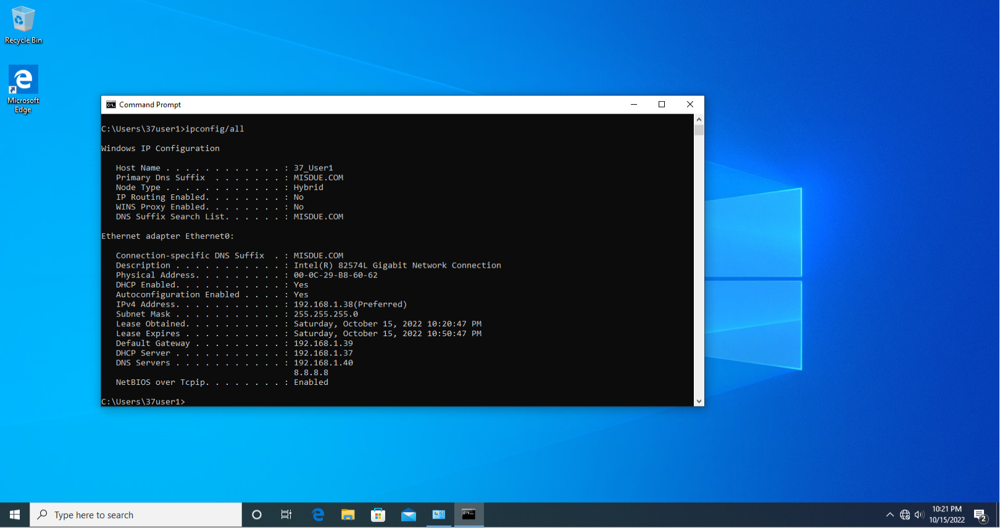 Recycle Bin
Microsoft
Edge
Command Prompt
C:\Users\37user1>ipconfig/all
Windows IP Configuration
Host Name . . . . . . . . . . . . : 37_User1
Primary Dns Suffix  . . . . . . . : MISDUE.COM
Node Type . . . . . . . . . . . . : Hybrid
IP Routing Enabled. . . . . . . . : No
WINS Proxy Enabled. . . . . . . . : No
DNS Suffix Search List. . . . . . : MISDUE.COM
Ethernet adapter Ethernet0:
Connection-specific DNS Suffix  . : MISDUE.COM
Description . . . . . . . . . . . : Intel(R) 82574L Gigabit Network Connection
Physical Address. . . . . . . . . : 00-0C-29-B8-60-62
DHCP Enabled. . . . . . . . . . . : Yes
Autoconfiguration Enabled . . . . : Yes
IPv4 Address. . . . . . . . . . . : 192.168.1.38(Preferred)
Subnet Mask . . . . . . . . . . . : 255.255.255.0
Lease Obtained. . . . . . . . . . : Saturday, October 15, 2022 10:20:47 PM
Lease Expires . . . . . . . . . . : Saturday, October 15, 2022 10:50:47 PM
Default Gateway . . . . . . . . . : 192.168.1.39
DHCP Server . . . . . . . . . . . : 192.168.1.37
DNS Servers . . . . . . . . . . . : 192.168.1.40
8.8.8.8
NetBIOS over Tcpip. . . . . . . . : Enabled
C:\Users\37user1>
Type here to search
10:21 PM
10/15/2022
2